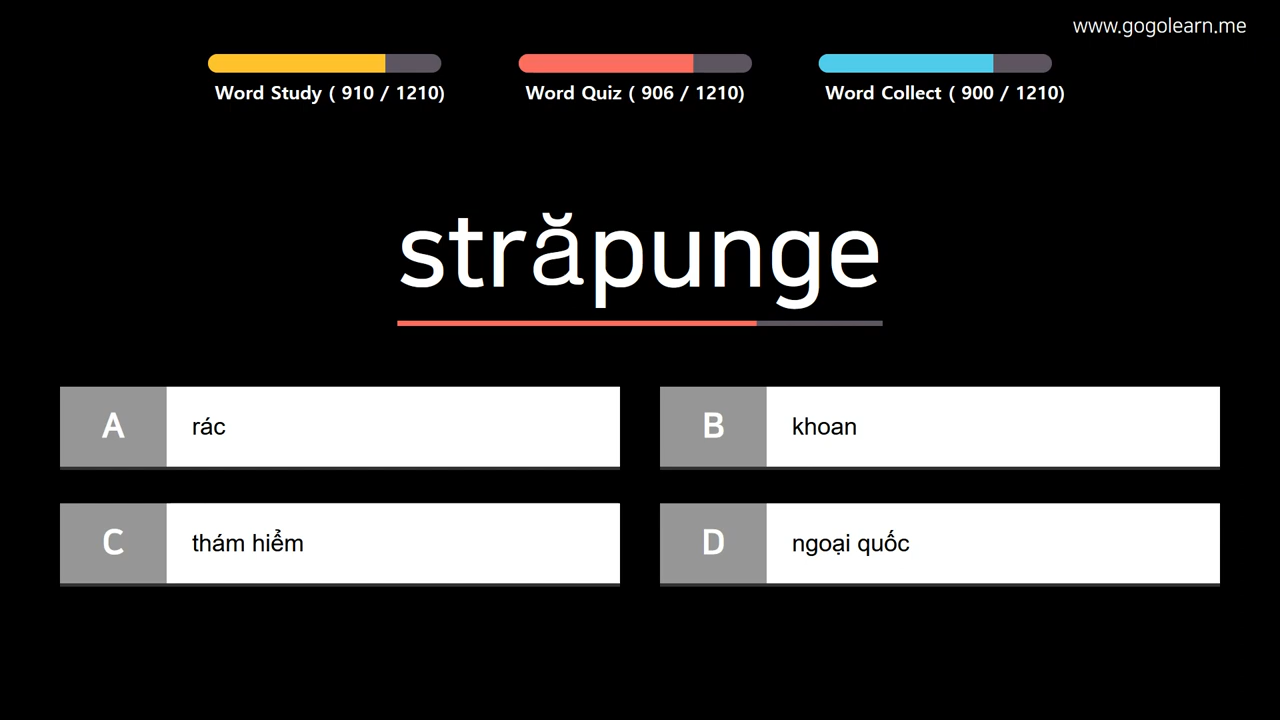 www.gogolearn.me
Word Study ( 910 / 1210)
Word Quiz ( 906 / 1210)
Word Collect ( 900 / 1210)
străpunge
A rác
B khoan
C thám hiểm
D ngoại quốc